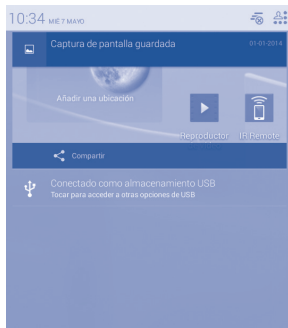 10:34 MIÉ 7 MAYO
Captura de pantalla guardada 01-01-2014
Añadir una ubicación
Reproductor IR Remote
Compartir
Conectado como almacenamiento USB
Tocar para acceder a otras opciones de USB